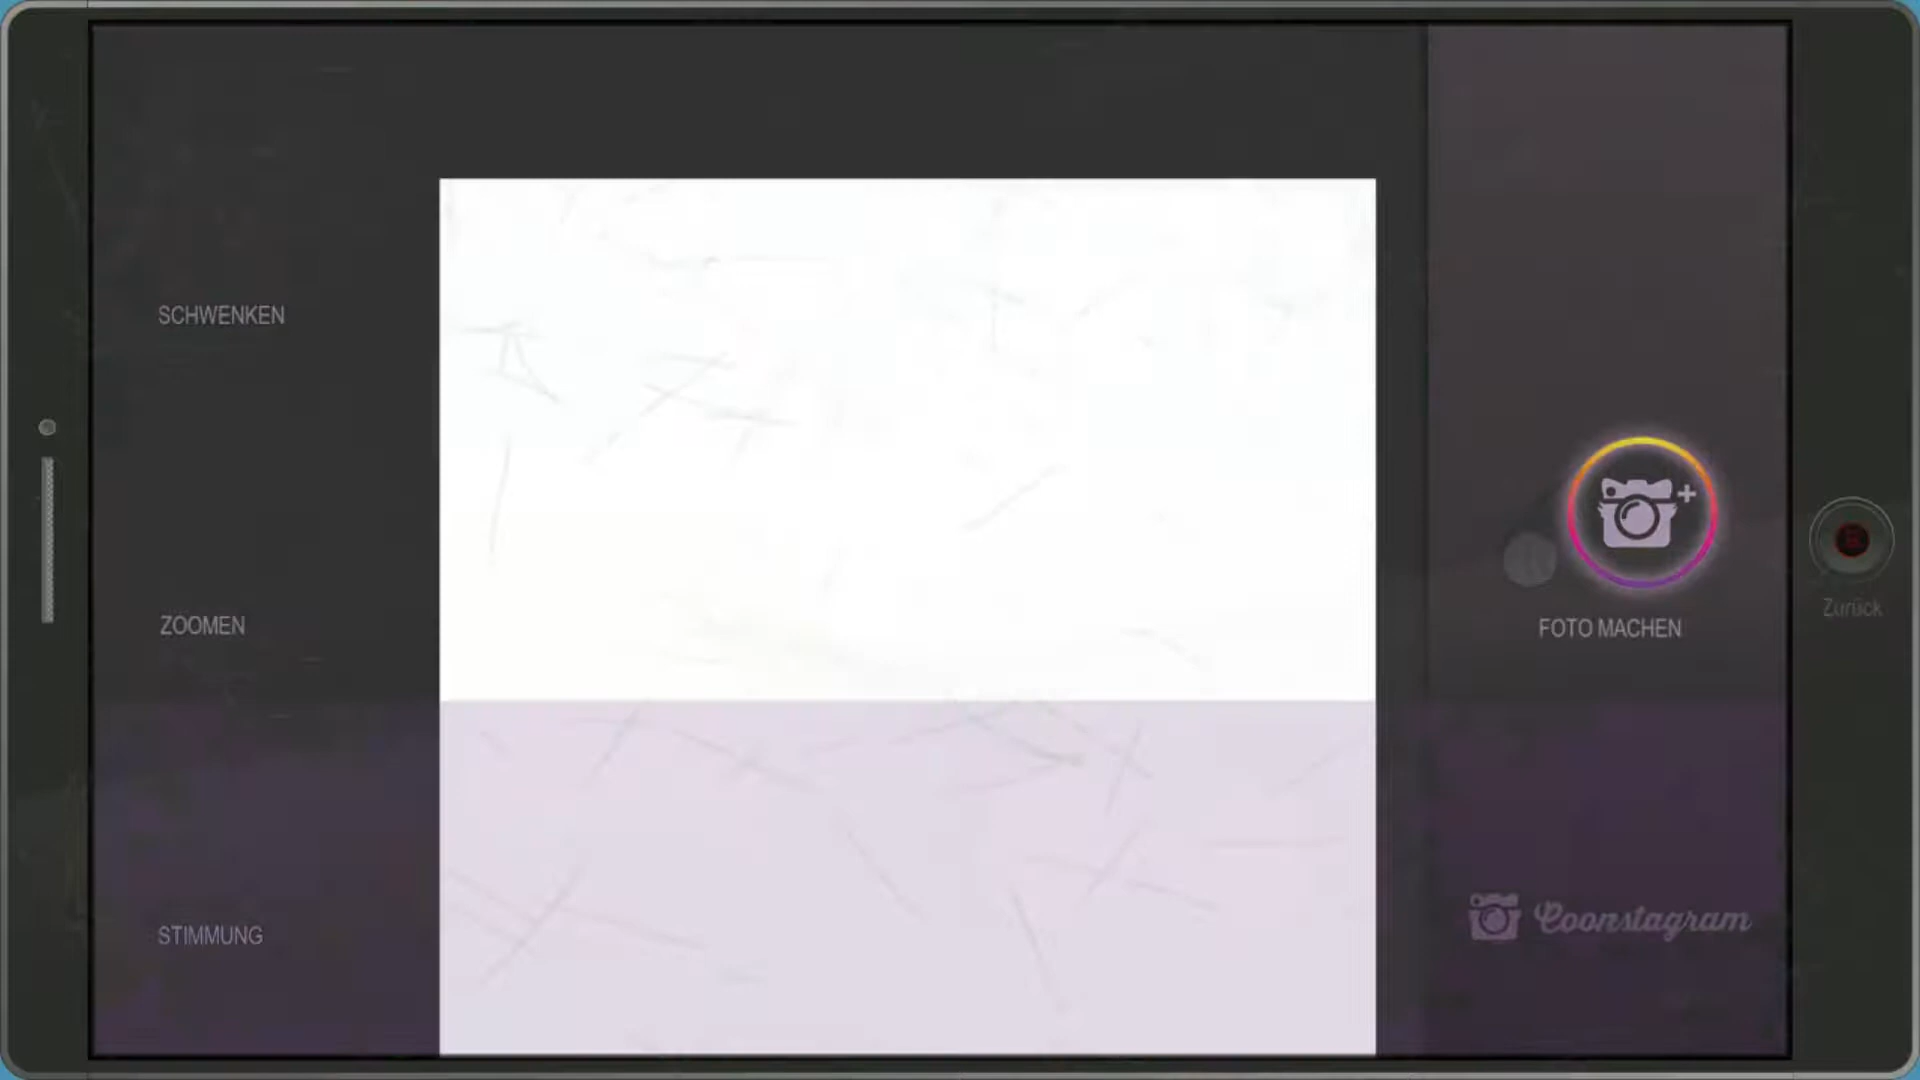 SCHWENKEN
ZOOMEN
FOTO MACHEN
Zurück
Coonstagram
STIMMUNG